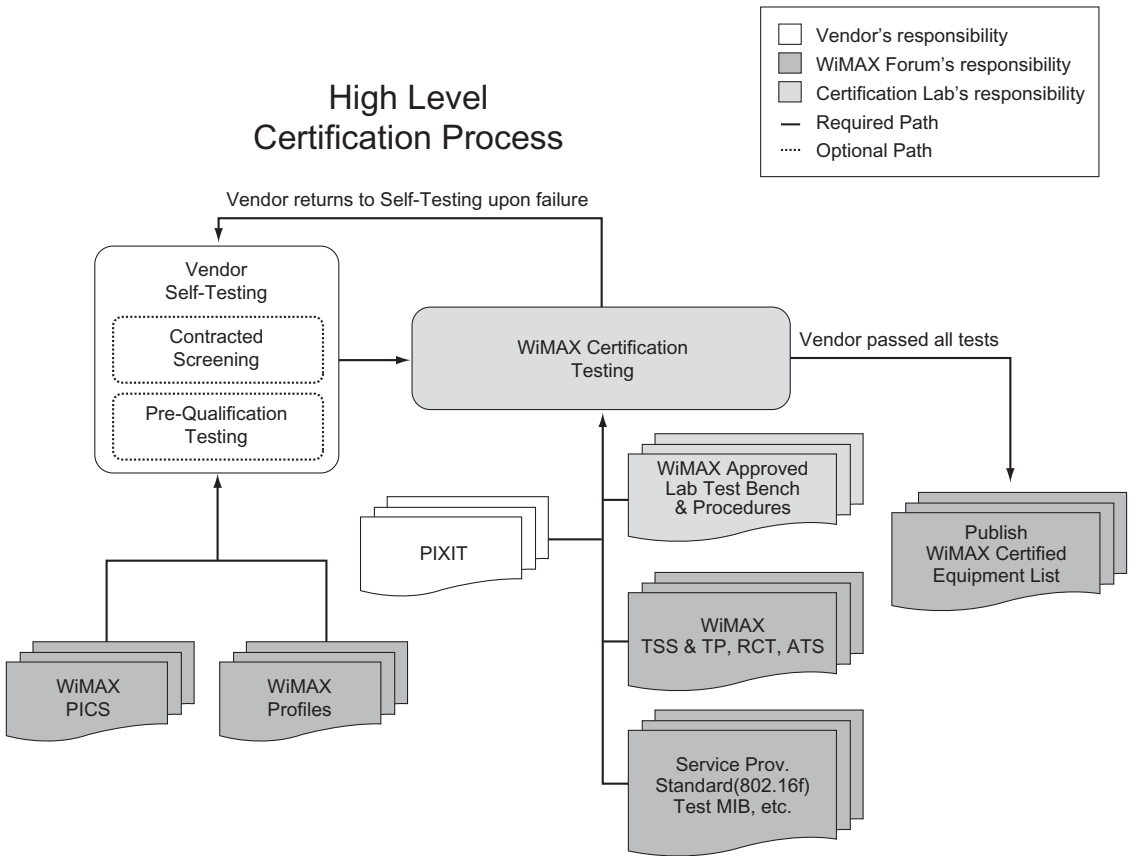 Vendor's responsibility
WiMAX Forum's responsibility
Certification Lab's responsibility
Required Path
Optional Path
High Level
Certification Process
Vendor returns to Self-Testing upon failure
Vendor
Self-Testing
Contracted
Screening
Pre-Qualification
Testing
WiMAX Certification
Testing
Vendor passed all tests
WiMAX Approved
Lab Test Bench
& Procedures
PIXIT
Publish
WiMAX Certified
Equipment List
WiMAX
TSS & TP, RCT, ATS
WiMAX
PICS
WiMAX
Profiles
Service Prov.
Standard(802.16f)
Test MIB, etc.